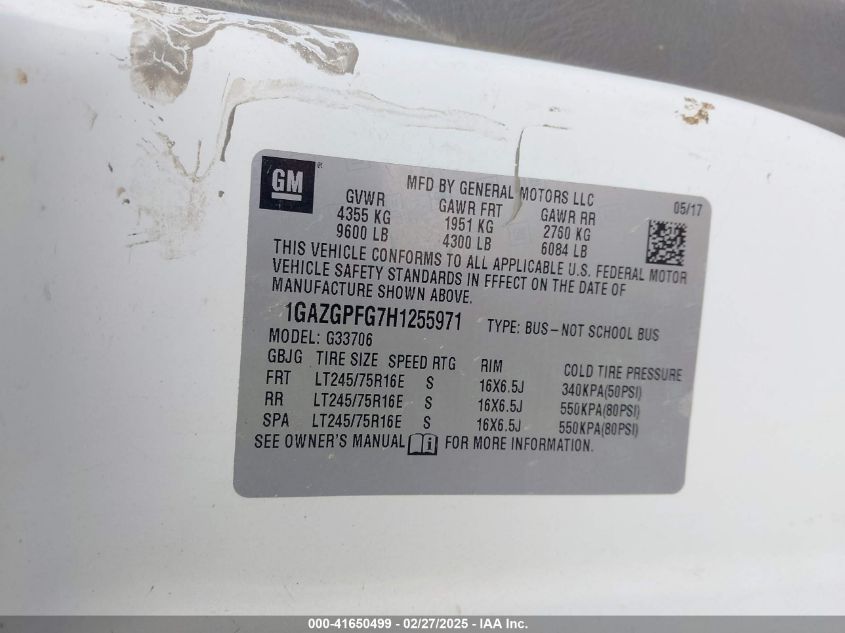 GM
MFD BY GENERAL MOTORS LLC
05/17
GVWR GAWR FRT GAWR RR
4355 KG 1951 KG 2760 KG
9600 LB 4300 LB 6084 LB
THIS VEHICLE CONFORMS TO ALL APPLICABLE U.S. FEDERAL MOTOR
VEHICLE SAFETY STANDARDS IN EFFECT ON THE DATE OF
MANUFACTURE SHOWN ABOVE.
1GAZGPFG7H1255971 TYPE: BUS-NOT SCHOOL BUS
MODEL: G33706
GBJG TIRE SIZE SPEED RTG RIM COLD TIRE PRESSURE
FRT LT245/75R16E S 16X6.5J 340KPA(50PSI)
RR LT245/75R16E S 16X6.5J 550KPA(80PSI)
SPA LT245/75R16E S 16X6.5J 550KPA(80PSI)
SEE OWNER'S MANUAL i FOR MORE INFORMATION.
000-41650499 - 02/27/2025 - IAA Inc.